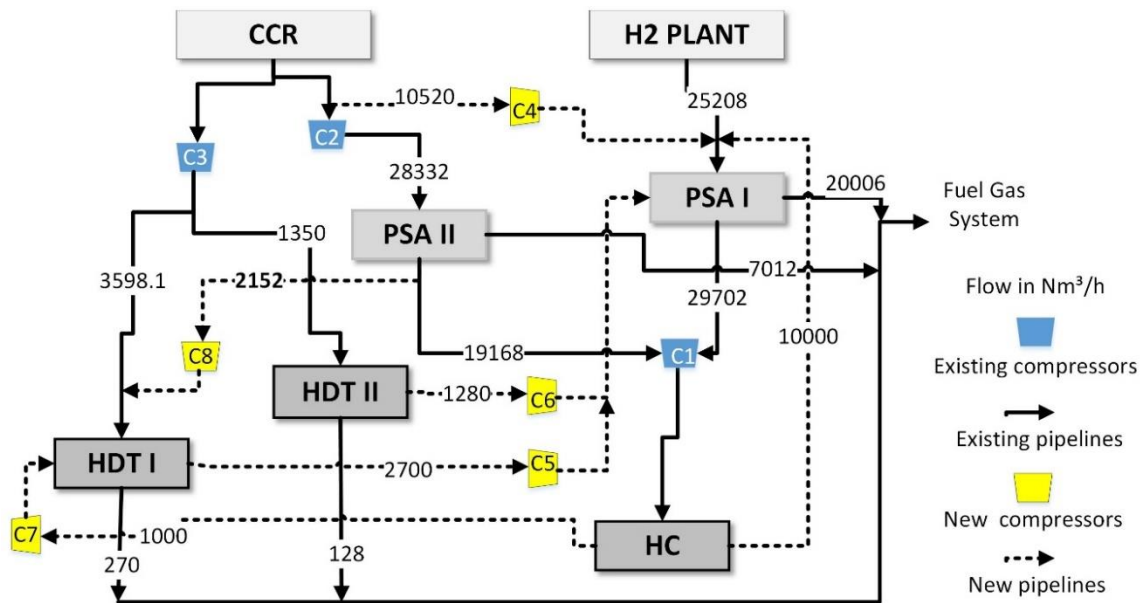 CCR
H2 PLANT
10520
C4
25208
C2
C3
28332
PSA I
20006
Fuel Gas
System
1350
PSA II
7012
3598.1
2152
29702
Flow in Nm³/h
10000
C8
19168
C1
Existing compressors
HDT II
1280
C6
Existing pipelines
HDT I
2700
C5
C7
1000
HC
New compressors
270
128
New pipelines